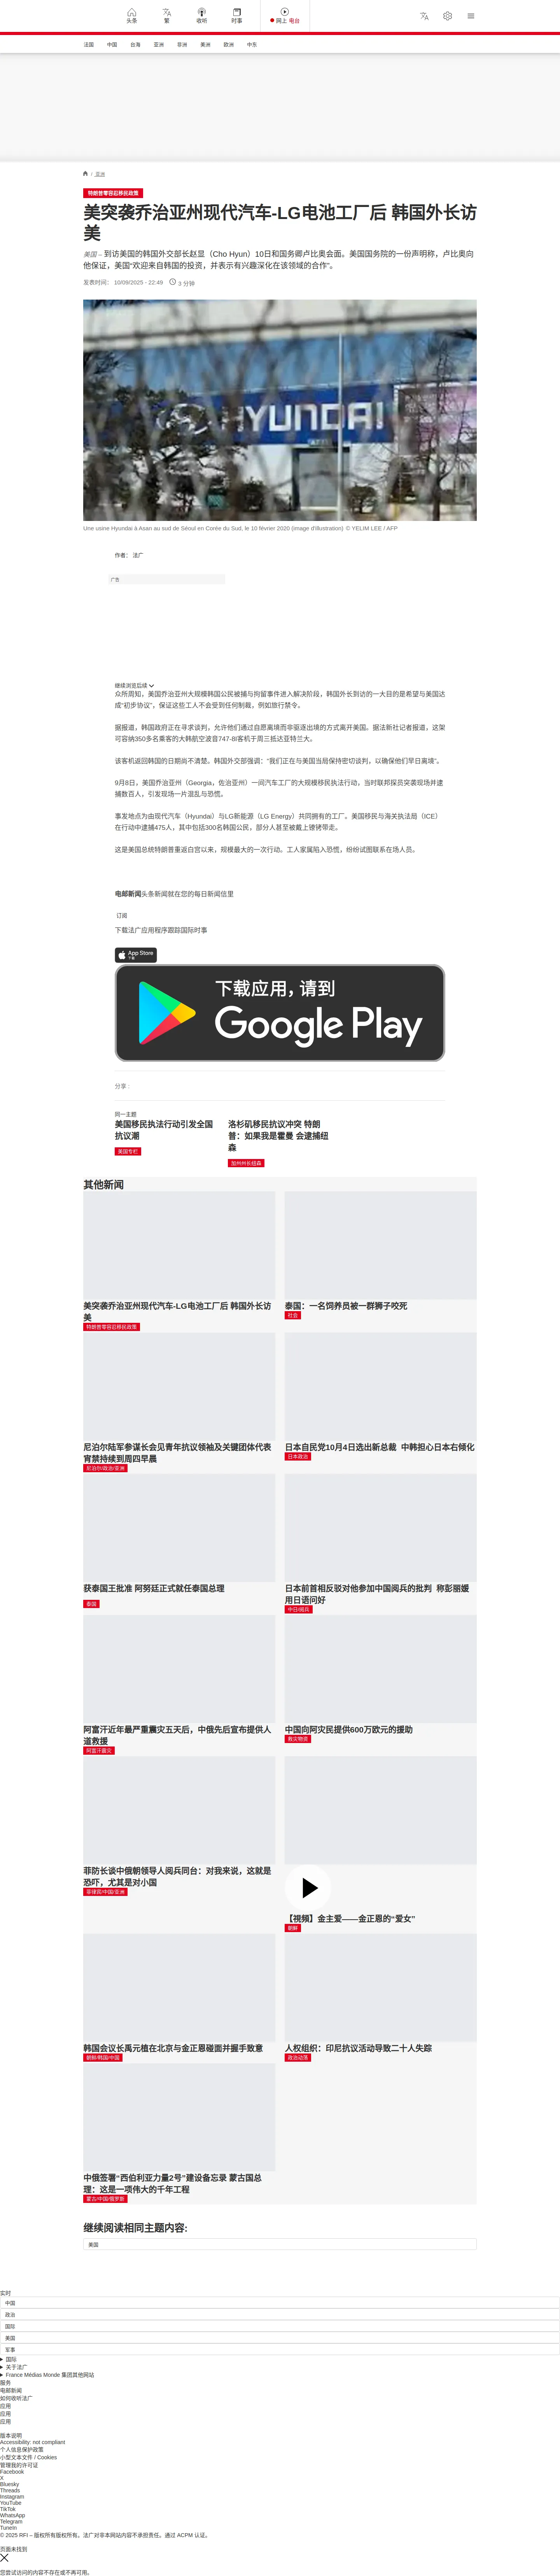 头条
繁
收听
时事
网上 电台
法国
中国
台海
亚洲
非洲
美洲
欧洲
中东
/ 亚洲
特朗普零容忍移民政策
美突袭乔治亚州现代汽车-LG电池工厂后 韩国外长访
美
美国 – 到访美国的韩国外交部长赵显（Cho Hyun）10日和国务卿卢比奥会面。美国国务院的一份声明称，卢比奥向
他保证，美国“欢迎来自韩国的投资，并表示有兴趣深化在该领域的合作”。
发表时间： 10/09/2025 - 22:49
3 分钟
HYUNDAI
Une usine Hyundai à Asan au sud de Séoul en Corée du Sud, le 10 février 2020 (image d'illustration) © YELIM LEE / AFP
作者： 法广
广告
继续浏览后续
众所周知，美国乔治亚州大规模韩国公民被捕与拘留事件进入解决阶段，韩国外长到访的一大目的是希望与美国达
成“初步协议”，保证这些工人不会受到任何制裁，例如旅行禁令。
据报道，韩国政府正在寻求谈判，允许他们通过自愿离境而非驱逐出境的方式离开美国。据法新社记者报道，这架
可容纳350多名乘客的大韩航空波音747-8I客机于周三抵达亚特兰大。
该客机返回韩国的日期尚不清楚。韩国外交部强调：“我们正在与美国当局保持密切谈判，以确保他们早日离境”。
9月8日，美国乔治亚州（Georgia，佐治亚州）一间汽车工厂的大规模移民执法行动，当时联邦探员突袭现场并逮
捕数百人，引发现场一片混乱与恐慌。
事发地点为由现代汽车（Hyundai）与LG新能源（LG Energy）共同拥有的工厂。美国移民与海关执法局（ICE）
在行动中逮捕475人，其中包括300名韩国公民，部分人甚至被戴上镣铐带走。
这是美国总统特朗普重返白宫以来，规模最大的一次行动。工人家属陷入恐慌，纷纷试图联系在场人员。
电邮新闻头条新闻就在您的每日新闻信里
订阅
下载法广应用程序跟踪国际时事
App Store
下载
下载应用，请到
Google Play
分享 :
同一主题
美国移民执法行动引发全国
抗议潮
美国专栏
洛杉矶移民抗议冲突 特朗
普：如果我是霍曼 会逮捕纽
森
加州州长纽森
其他新闻
美突袭乔治亚州现代汽车-LG电池工厂后 韩国外长访
美
特朗普零容忍移民政策
泰国：一名饲养员被一群狮子咬死
社会
尼泊尔陆军参谋长会见青年抗议领袖及关键团体代表
宵禁持续到周四早晨
尼泊尔/政治/亚洲
日本自民党10月4日选出新总裁 中韩担心日本右倾化
日本政治
获泰国王批准 阿努廷正式就任泰国总理
泰国
日本前首相反驳对他参加中国阅兵的批判 称彭丽媛
用日语问好
中日/阅兵
阿富汗近年最严重震灾五天后，中俄先后宣布提供人
道救援
阿富汗震灾
中国向阿灾民提供600万欧元的援助
救灾物资
菲防长谈中俄朝领导人阅兵同台：对我来说，这就是
恐吓，尤其是对小国
菲律宾/中国/亚洲
【视频】金主爱——金正恩的“爱女”
朝鲜
韩国会议长禹元植在北京与金正恩碰面并握手致意
朝鲜/韩国/中国
人权组织：印尼抗议活动导致二十人失踪
政治动荡
中俄签署“西伯利亚力量2号”建设备忘录 蒙古国总
理：这是一项伟大的千年工程
蒙古/中国/俄罗斯
继续阅读相同主题内容:
美国
实时
中国
政治
国际
美国
军事
国际
关于法广
France Médias Monde 集团其他网站
服务
电邮新闻
如何收听法广
应用
应用
应用
版本说明
Accessibility: not compliant
个人信息保护政策
小型文本文件 / Cookies
管理我的许可证
Facebook
X
Bluesky
Threads
Instagram
YouTube
TikTok
WhatsApp
Telegram
TuneIn
© 2025 RFI – 版权所有版权所有。法广对非本网站内容不承担责任。通过 ACPM 认证。
页面未找到
您尝试访问的内容不存在或不再可用。